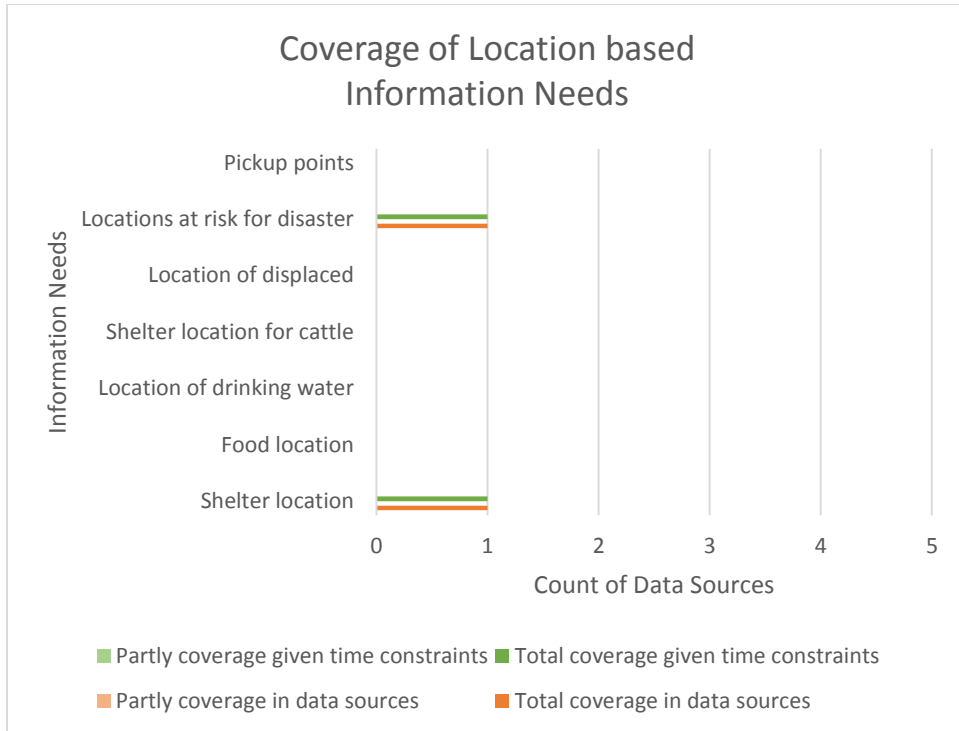 Coverage of Location based
Information Needs
Information Needs
Pickup points
Locations at risk for disaster
Location of displaced
Shelter location for cattle
Location of drinking water
Food location
Shelter location
0 1 2 3 4 5
Count of Data Sources
Partly coverage given time constraints Total coverage given time constraints
Partly coverage in data sources Total coverage in data sources